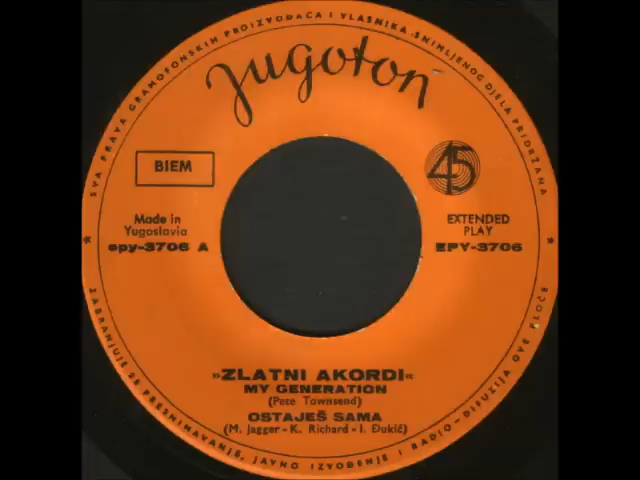 SVA PRAVA GRAMOFONSKIH PROIZVOĐAČA I VLASNIKA SNIMLJENOG DJELA PRIDRŽANA
Jugoton
BIEM
45
Made in
Yugoslavia
epy-3706 A
EXTENDED
PLAY
EPY-3706
»ZLATNI AKORDI«
MY GENERATION
(Pete Townsend)
OSTAJEŠ SAMA
(M. Jagger - K. Richard - I. Đukić)
ZABRANJUJE SE PRESNIMAVANJE, JAVNO IZVOĐENJE I RADIO-DIFUZIJA OVE PLOČE